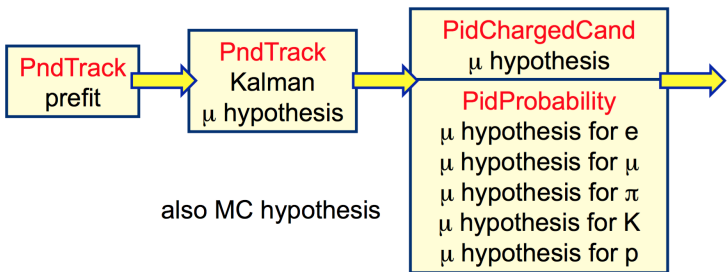 PndTrack
prefit
PndTrack
Kalman
μ hypothesis
PidChargedCand
μ hypothesis
PidProbability
μ hypothesis for e
μ hypothesis for μ
μ hypothesis for π
μ hypothesis for K
μ hypothesis for p
also MC hypothesis